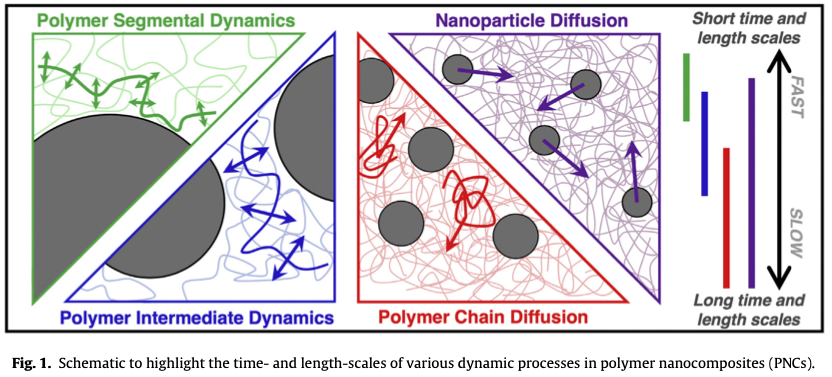 Polymer Segmental Dynamics
Nanoparticle Diffusion
Short time and
length scales
FAST
SLOW
Polymer Intermediate Dynamics
Polymer Chain Diffusion
Long time and
length scales
Fig. 1. Schematic to highlight the time- and length-scales of various dynamic processes in polymer nanocomposites (PNCs).